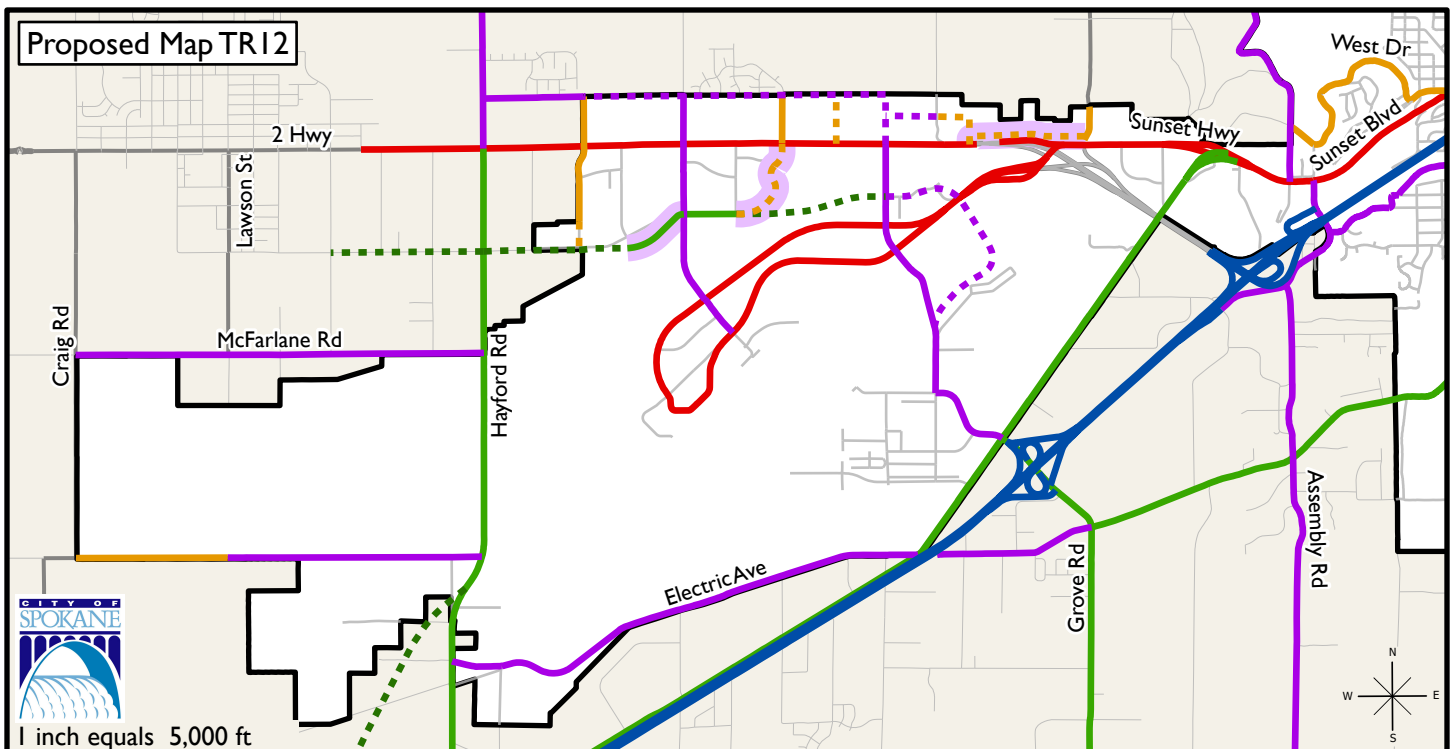 Proposed Map TR12
West Dr
2 Hwy
Sunset Hwy
Sunset Blvd
Lawson St
Craig Rd
McFarlane Rd
Hayford Rd
Assembly Rd
Electric Ave
Grove Rd
CITY OF
SPOKANE
1 inch equals 5,000 ft
N
W
E
S